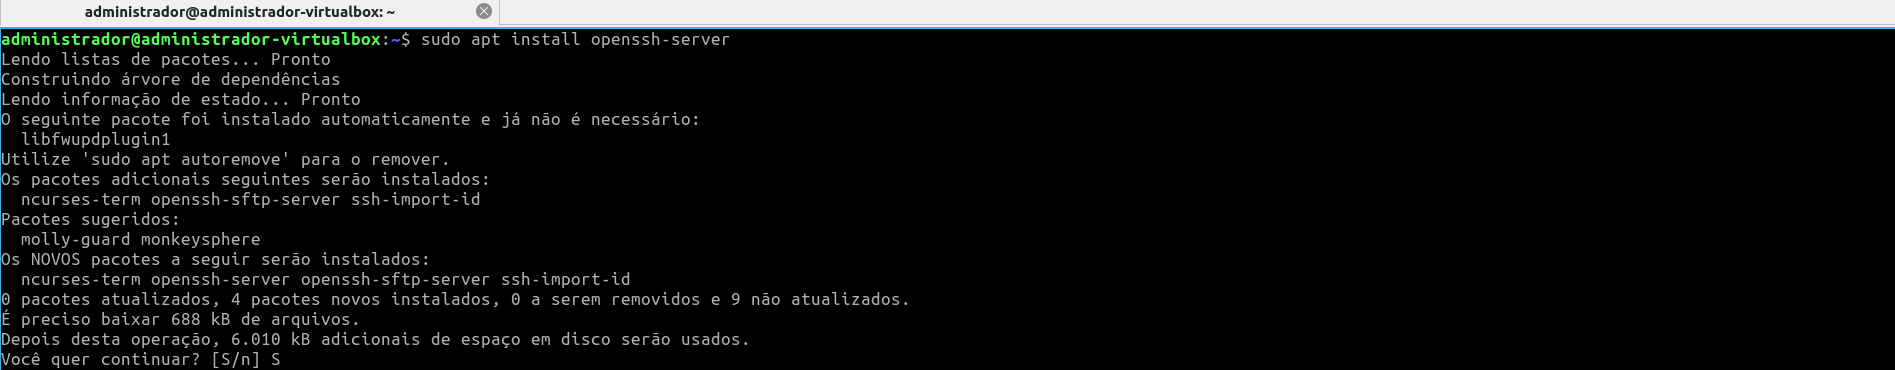 administrador@administrador-virtualbox: ~
administrador@administrador-virtualbox:~$ sudo apt install openssh-server
Lendo listas de pacotes... Pronto
Construindo árvore de dependências
Lendo informação de estado... Pronto
O seguinte pacote foi instalado automaticamente e já não é necessário:
  libfwupdplugin1
Utilize 'sudo apt autoremove' para o remover.
Os pacotes adicionais seguintes serão instalados:
  ncurses-term openssh-sftp-server ssh-import-id
Pacotes sugeridos:
  molly-guard monkeysphere
Os NOVOS pacotes a seguir serão instalados:
  ncurses-term openssh-server openssh-sftp-server ssh-import-id
0 pacotes atualizados, 4 pacotes novos instalados, 0 a serem removidos e 9 não atualizados.
É preciso baixar 688 kB de arquivos.
Depois desta operação, 6.010 kB adicionais de espaço em disco serão usados.
Você quer continuar? [S/n] S